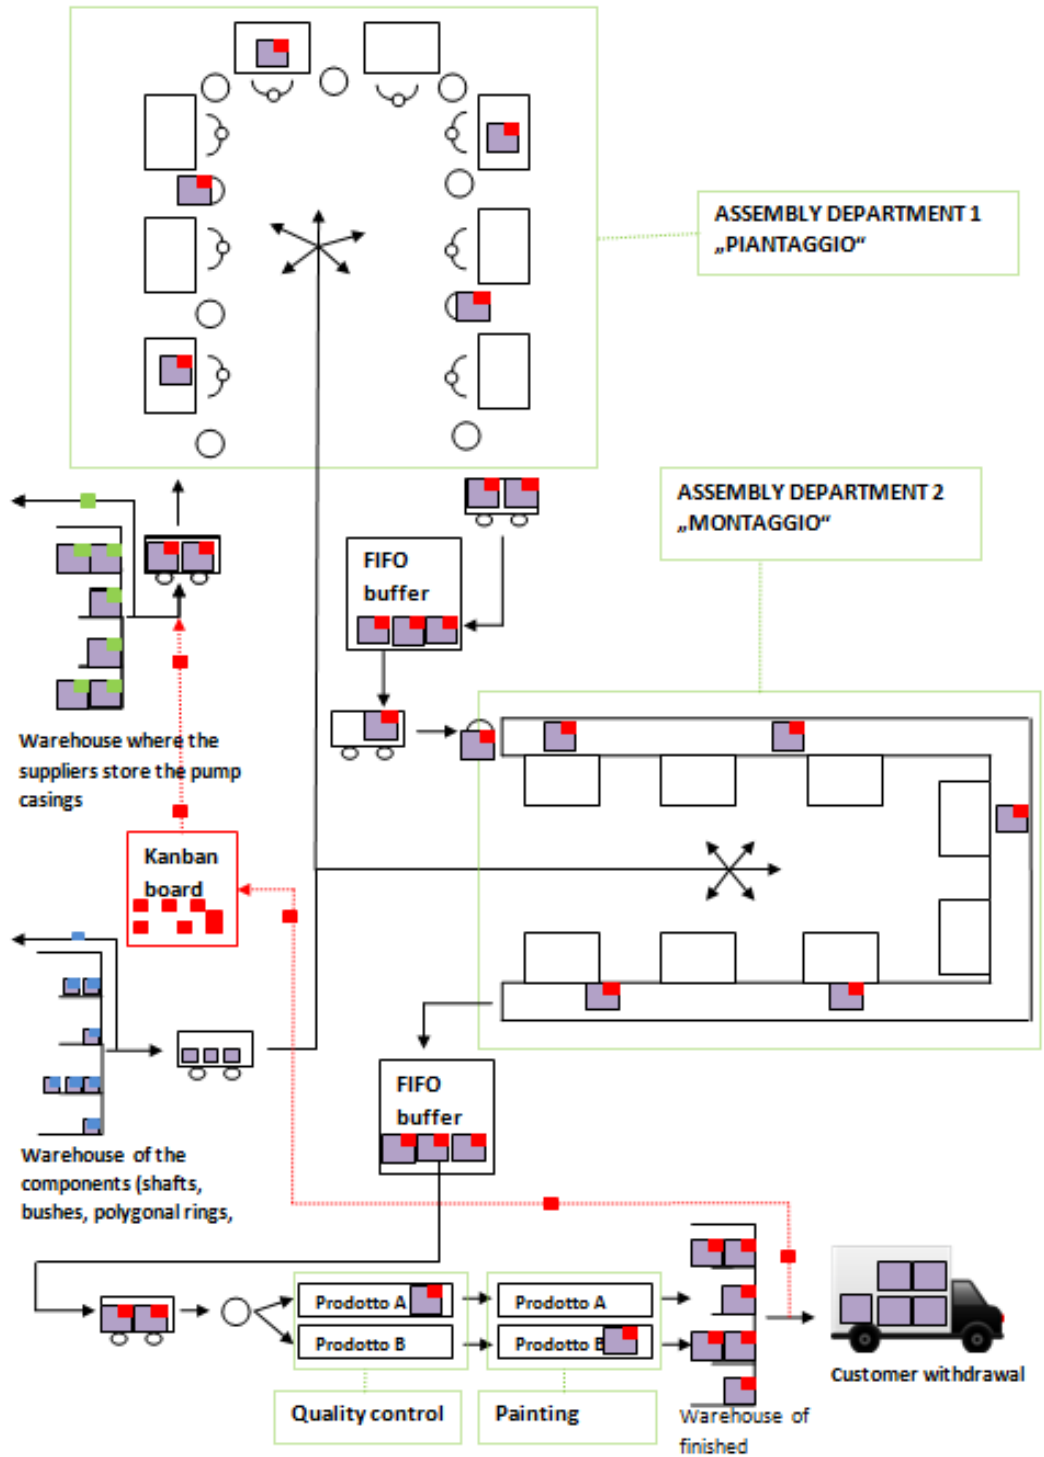 ASSEMBLY DEPARTMENT 1
„PIANTAGGIO“
ASSEMBLY DEPARTMENT 2
„MONTAGGIO“
FIFO
buffer
Warehouse where the
suppliers store the pump
casings
Kanban
board
FIFO
buffer
Warehouse of the
components (shafts,
bushes, polygonal rings,
Prodotto A
Prodotto A
Prodotto B
Prodotto B
Customer withdrawal
Quality control
Painting
Warehouse of
finished